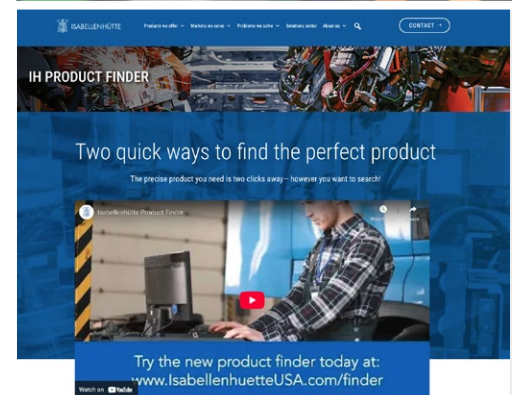 ISABELLENHÜTTE Products we offer Markets we serve Problems we solve Solutions center About us CONTACT →
IH PRODUCT FINDER
Two quick ways to find the perfect product
The precise product you need is two clicks away— however you want to search!
Isabellenhütte Product Finder
Try the new product finder today at:
www.IsabellenhuetteUSA.com/finder
Watch on YouTube